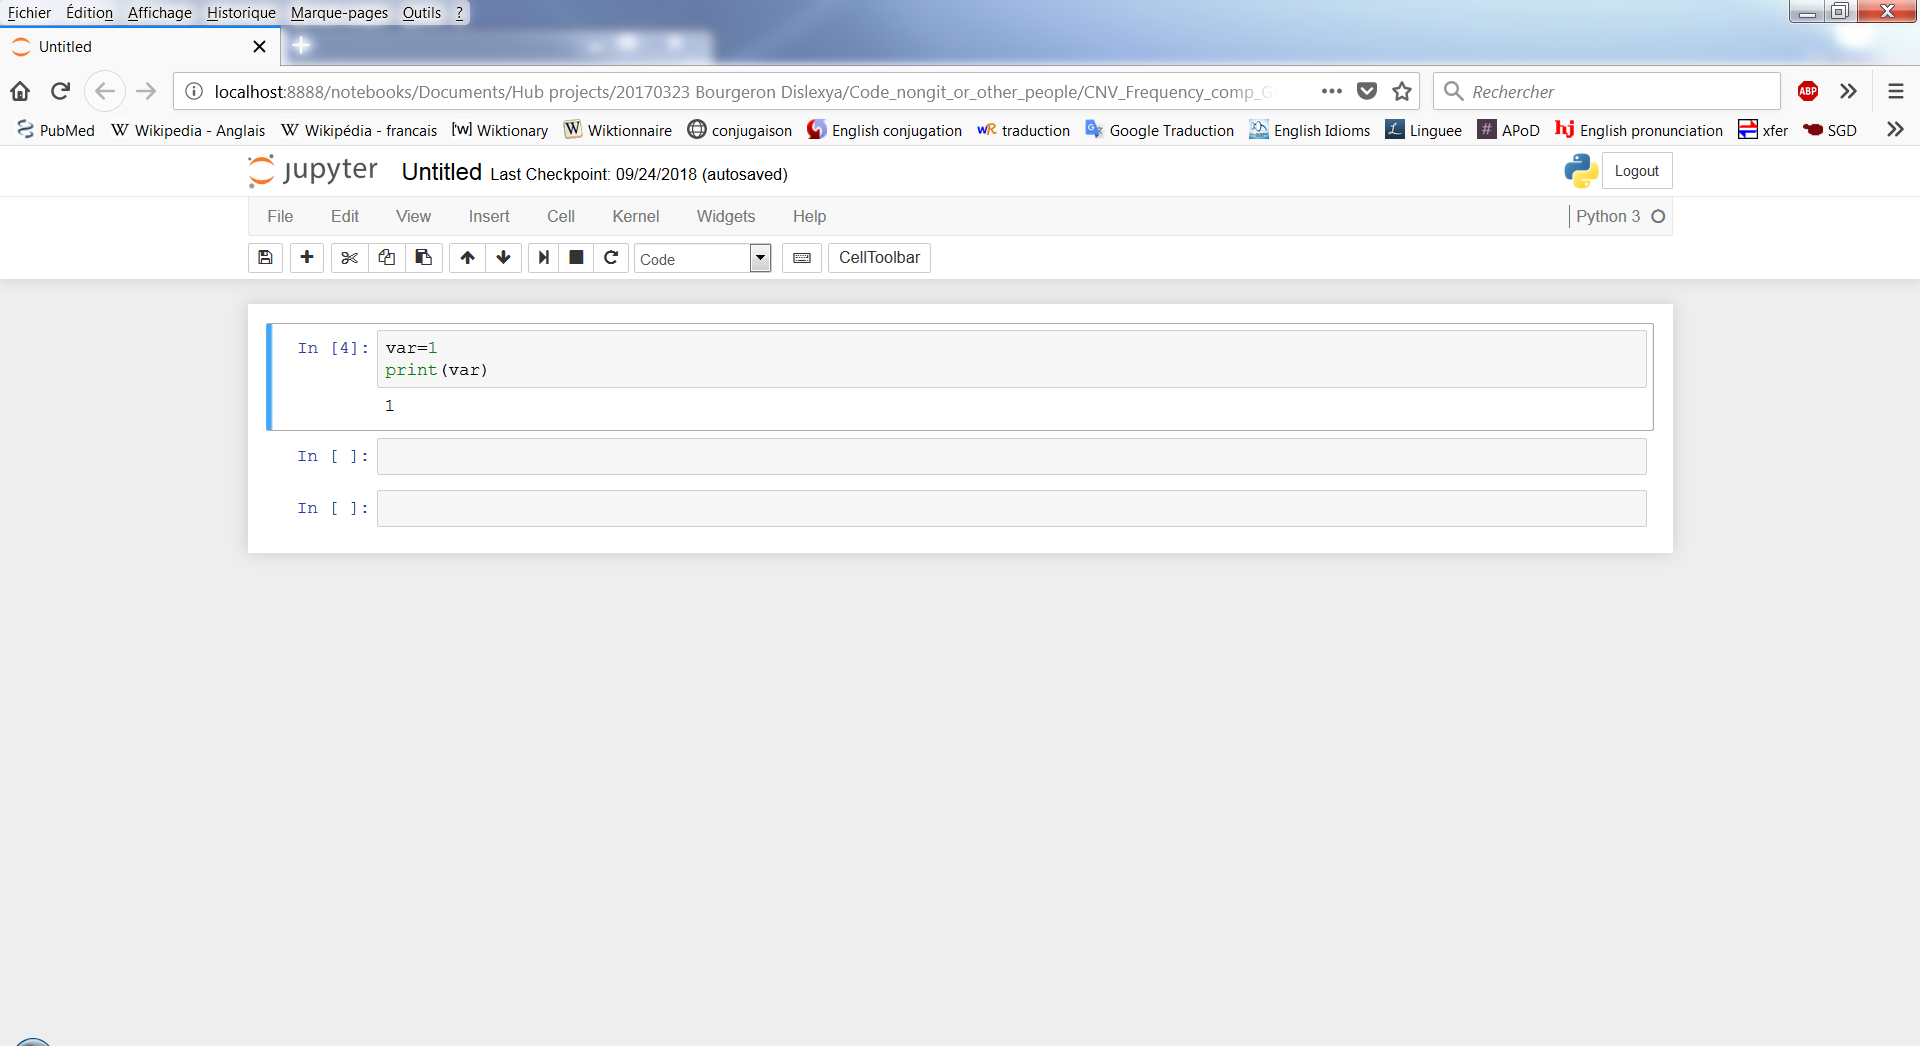 Fichier Édition Affichage Historique Marque-pages Outils ?
Untitled
localhost:8888/notebooks/Documents/Hub projects/20170323 Bourgeron Dislexya/Code_nongit_or_other_people/CNV_Frequency_comp_G
Rechercher
ABP
PubMed Wikipedia - Anglais Wikipédia - francais Wiktionary Wiktionnaire conjugaison English conjugation traduction Google Traduction English Idioms Linguee APoD English pronunciation xfer SGD
jupyter Untitled Last Checkpoint: 09/24/2018 (autosaved) Logout
File Edit View Insert Cell Kernel Widgets Help Python 3
Code CellToolbar
In [4]: var=1
print(var)
1
In [ ]:
In [ ]: